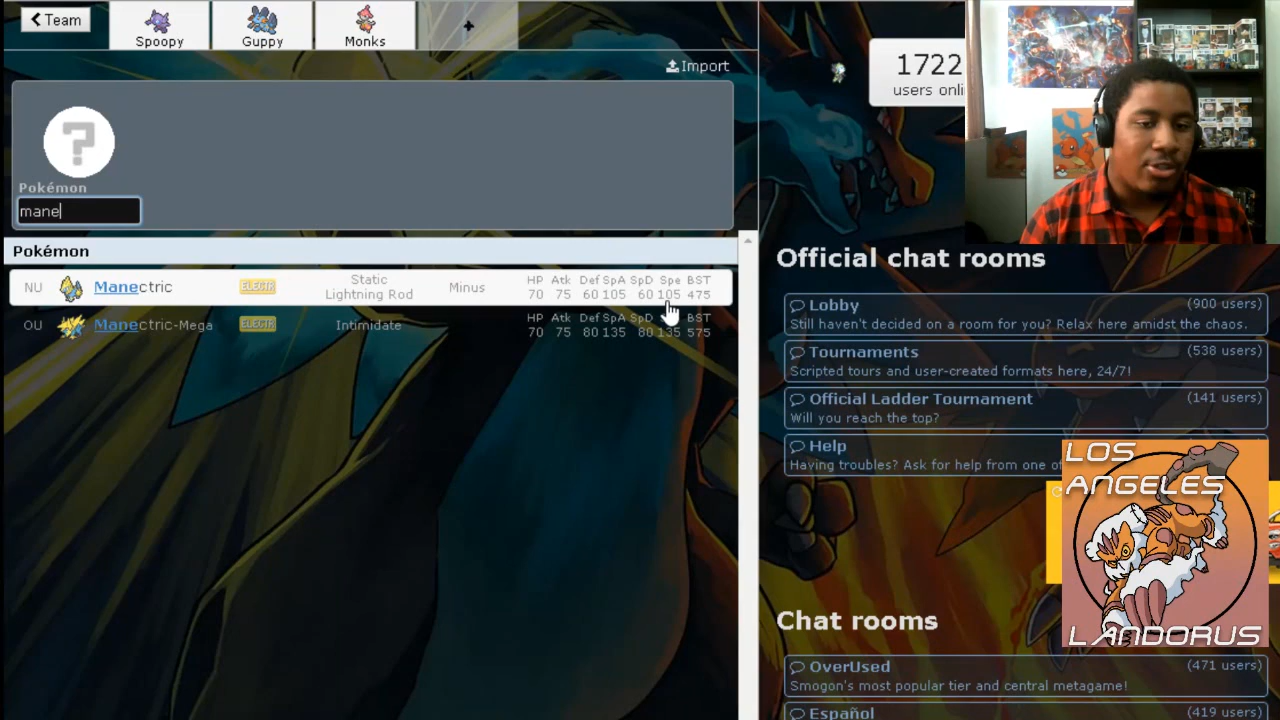 Team
Spoopy
Guppy
Monks
+
Import
1722
users onli
?
Pokémon
mane
Pokémon
NU Manectric ELECTR Static Lightning Rod Minus HP 70 Atk 75 Def 60 SpA 105 SpD 60 Spe 105 BST 475
OU Manectric-Mega ELECTR Intimidate HP 70 Atk 75 Def 80 SpA 135 SpD 80 135 BST 575
Official chat rooms
Lobby (900 users)
Still haven't decided on a room for you? Relax here amidst the chaos.
Tournaments (538 users)
Scripted tours and user-created formats here, 24/7!
Official Ladder Tournament (141 users)
Will you reach the top?
Help
Having troubles? Ask for help from one of
LOS
ANGELES
LANDORUS
Chat rooms
OverUsed (471 users)
Smogon's most popular tier and central metagame!
Español (419 users)